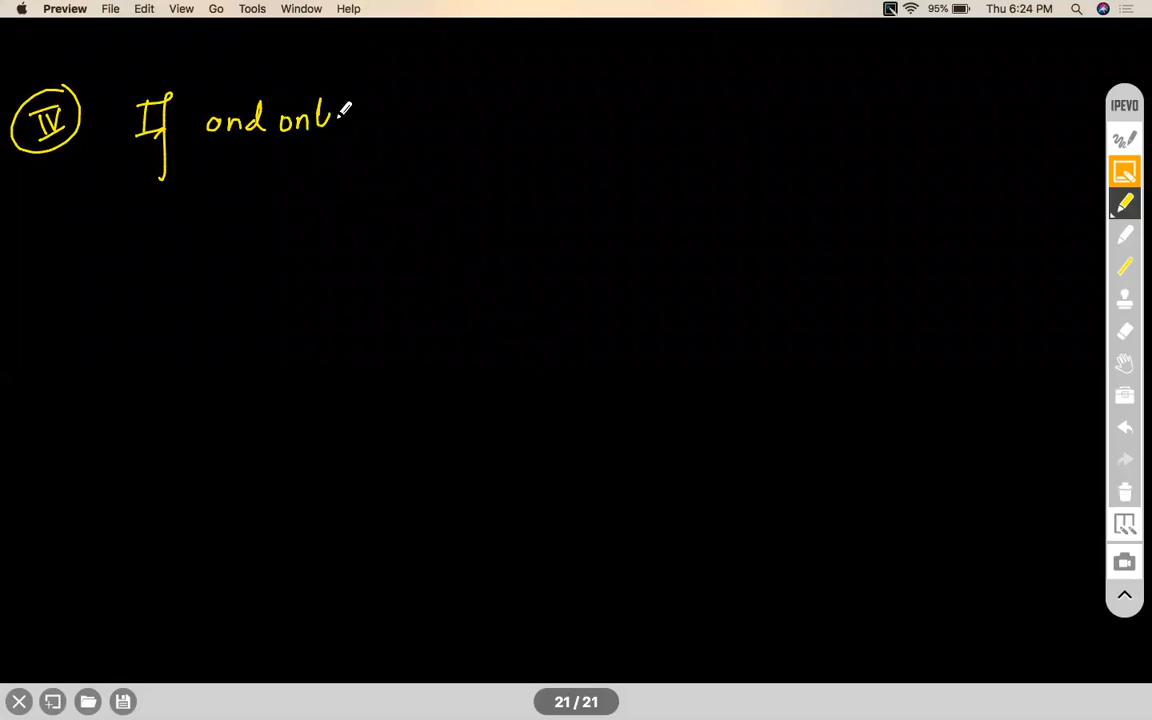 Preview File Edit View Go Tools Window Help 95% Thu 6:24 PM
IPEVO
IV If and onl
21 / 21